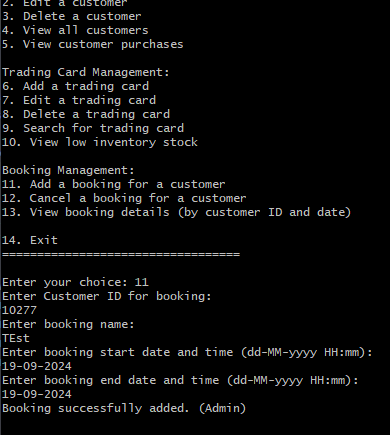 2. Edit a customer
3. Delete a customer
4. View all customers
5. View customer purchases
Trading Card Management:
6. Add a trading card
7. Edit a trading card
8. Delete a trading card
9. Search for trading card
10. View low inventory stock
Booking Management:
11. Add a booking for a customer
12. Cancel a booking for a customer
13. View booking details (by customer ID and date)
14. Exit
==================================
Enter your choice: 11
Enter Customer ID for booking:
10277
Enter booking name:
TEst
Enter booking start date and time (dd-MM-yyyy HH:mm):
19-09-2024
Enter booking end date and time (dd-MM-yyyy HH:mm):
19-09-2024
Booking successfully added. (Admin)